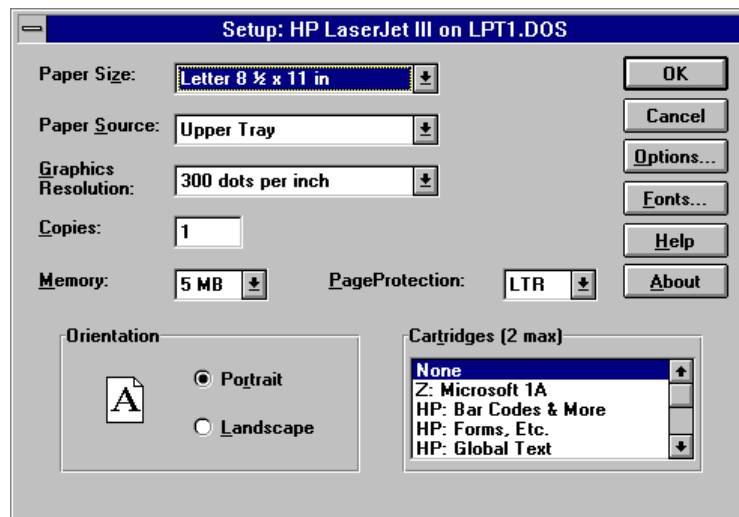 Setup: HP LaserJet III on LPT1.DOS
Paper Size: Letter 8 ½ x 11 in
OK
Paper Source: Upper Tray
Cancel
Graphics
Resolution: 300 dots per inch
Options...
Fonts...
Copies: 1
Help
Memory: 5 MB PageProtection: LTR
About
Orientation
A
Portrait
Landscape
Cartridges (2 max)
None
Z: Microsoft 1A
HP: Bar Codes & More
HP: Forms, Etc.
HP: Global Text